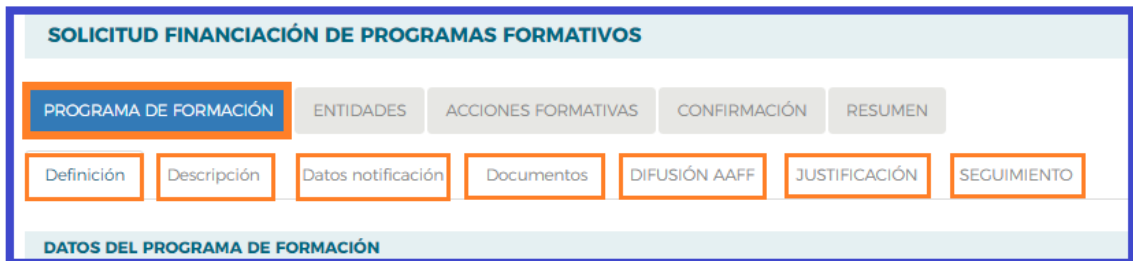 SOLICITUD FINANCIACIÓN DE PROGRAMAS FORMATIVOS
PROGRAMA DE FORMACIÓN ENTIDADES ACCIONES FORMATIVAS CONFIRMACIÓN RESUMEN
Definición Descripción Datos notificación Documentos DIFUSIÓN AAFF JUSTIFICACIÓN SEGUIMIENTO
DATOS DEL PROGRAMA DE FORMACIÓN